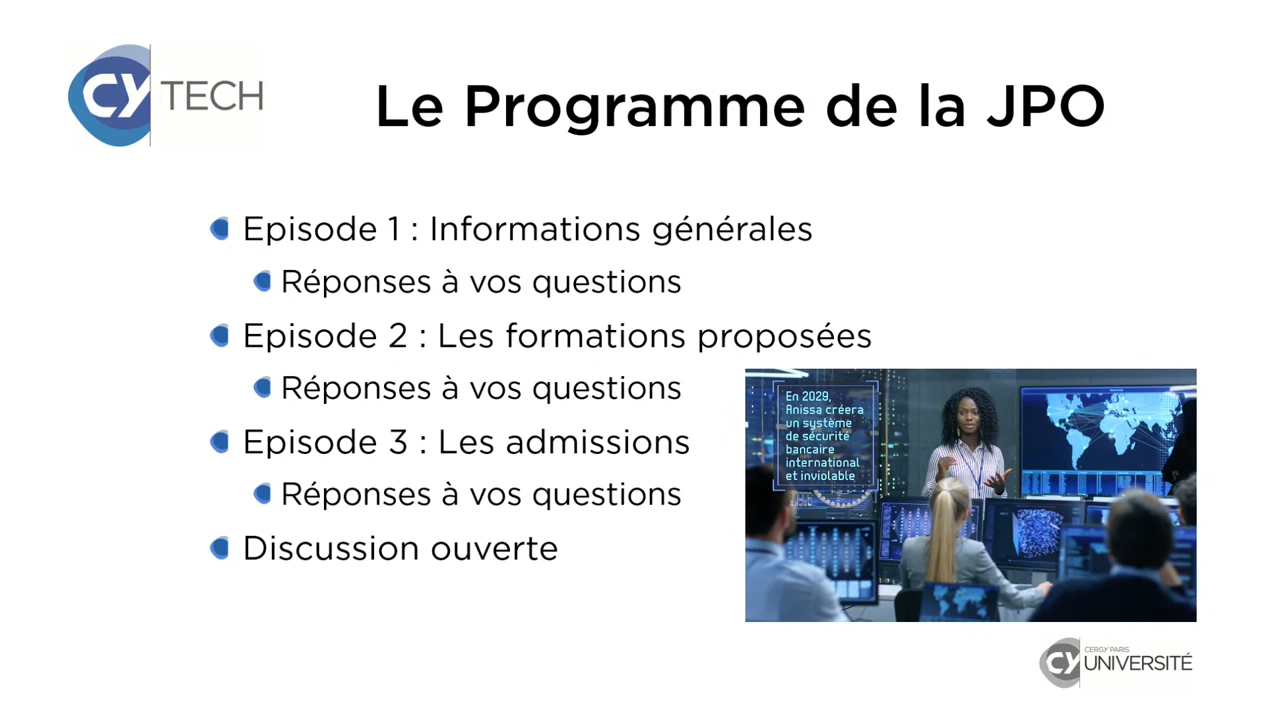 CY TECH
Le Programme de la JPO
Episode 1 : Informations générales
Réponses à vos questions
Episode 2 : Les formations proposées
Réponses à vos questions
Episode 3 : Les admissions
Réponses à vos questions
Discussion ouverte
En 2029,
Anissa créera
un système
de sécurité
bancaire
international
et inviolable
CY CERGY PARIS
UNIVERSITÉ